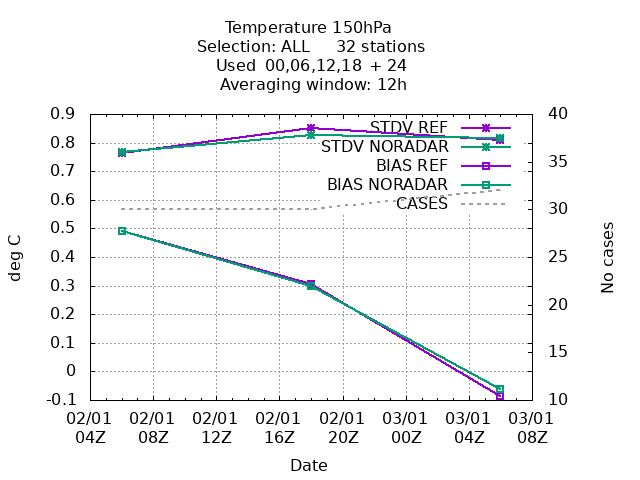 Temperature 150hPa
Selection: ALL 32 stations
Used 00,06,12,18 + 24
Averaging window: 12h
0.9
0.8
0.7
0.6
0.5
0.4
0.3
0.2
0.1
0
-0.1
deg C
STDV REF
STDV NORADAR
BIAS REF
BIAS NORADAR
CASES
40
35
30
25
20
15
10
No cases
02/01 02/01 02/01 02/01 02/01 03/01 03/01 03/01
04Z 08Z 12Z 16Z 20Z 00Z 04Z 08Z
Date